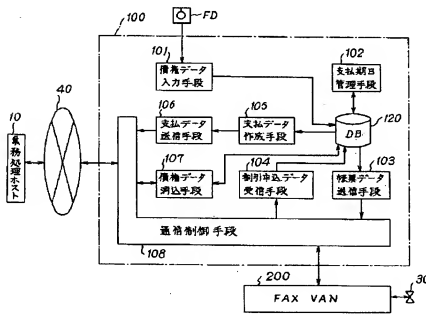 FD
100
101
債権データ
入力手段
102
支払期日
管理手段
40
106
支払データ
送信手段
105
支払データ
作成手段
DB
120
10
業務処理ホスト
107
債権データ
消込手段
104
割引申込データ
受信手段
103
帳票データ
送信手段
通信制御手段
108
200
FAX VAN
30